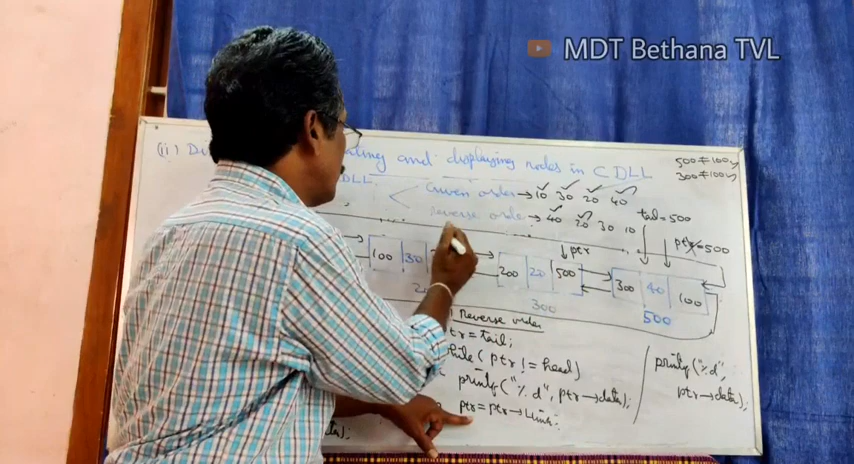 MDT Bethana TVL
(ii) and displaying nodes in CDLL
500 ≠ 100
300 ≠ 100
Given order → 10 30 20 40
reverse order → 40 20 30 10
tail = 500
ptr = 500
ptr
100 30
200 20 500
300 40 100
300
500
reverse order
ptr = tail;
while ( ptr != head)
printf("%d", ptr → data);
ptr = ptr → Llink;
printf("%d",
ptr → data);